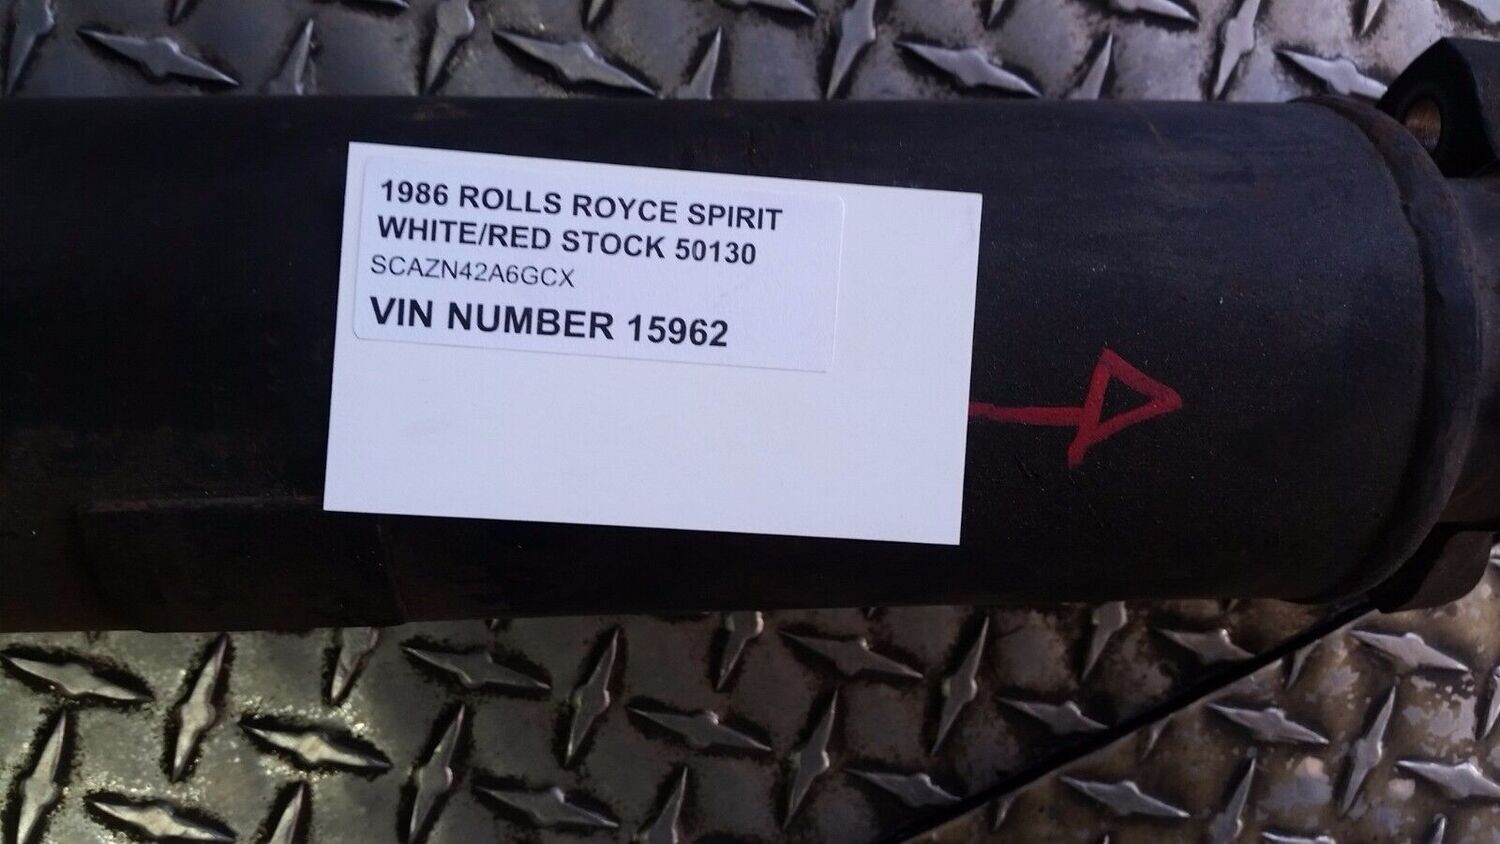 1986 ROLLS ROYCE SPIRIT
WHITE/RED STOCK 50130
SCAZN42A6GCX
VIN NUMBER 15962